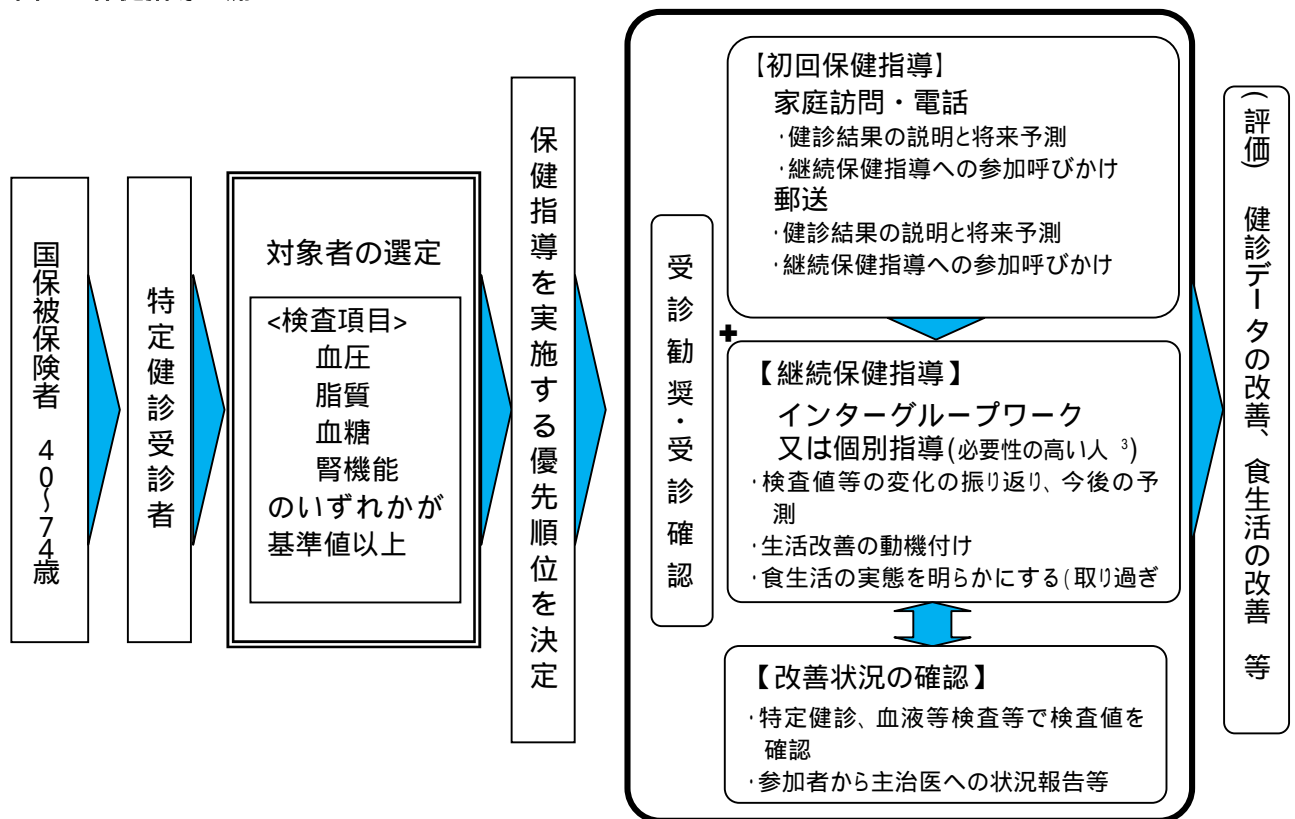 国保被保険者 40~74歳
特定健診受診者
対象者の選定
<検査項目>
血圧
脂質
血糖
腎機能
のいずれかが
基準値以上
保健指導を実施する優先順位を決定
受診勧奨・受診確認
+
【初回保健指導】
家庭訪問・電話
・健診結果の説明と将来予測
・継続保健指導への参加呼びかけ
郵送
・健診結果の説明と将来予測
・継続保健指導への参加呼びかけ
【継続保健指導】
インターグループワーク
又は個別指導(必要性の高い人 3)
・検査値等の変化の振り返り、今後の予
測
・生活改善の動機付け
・食生活の実態を明らかにする(取り過ぎ
【改善状況の確認】
・特定健診、血液等検査等で検査値を
確認
・参加者から主治医への状況報告等
(評価) 健診データの改善、食生活の改善 等